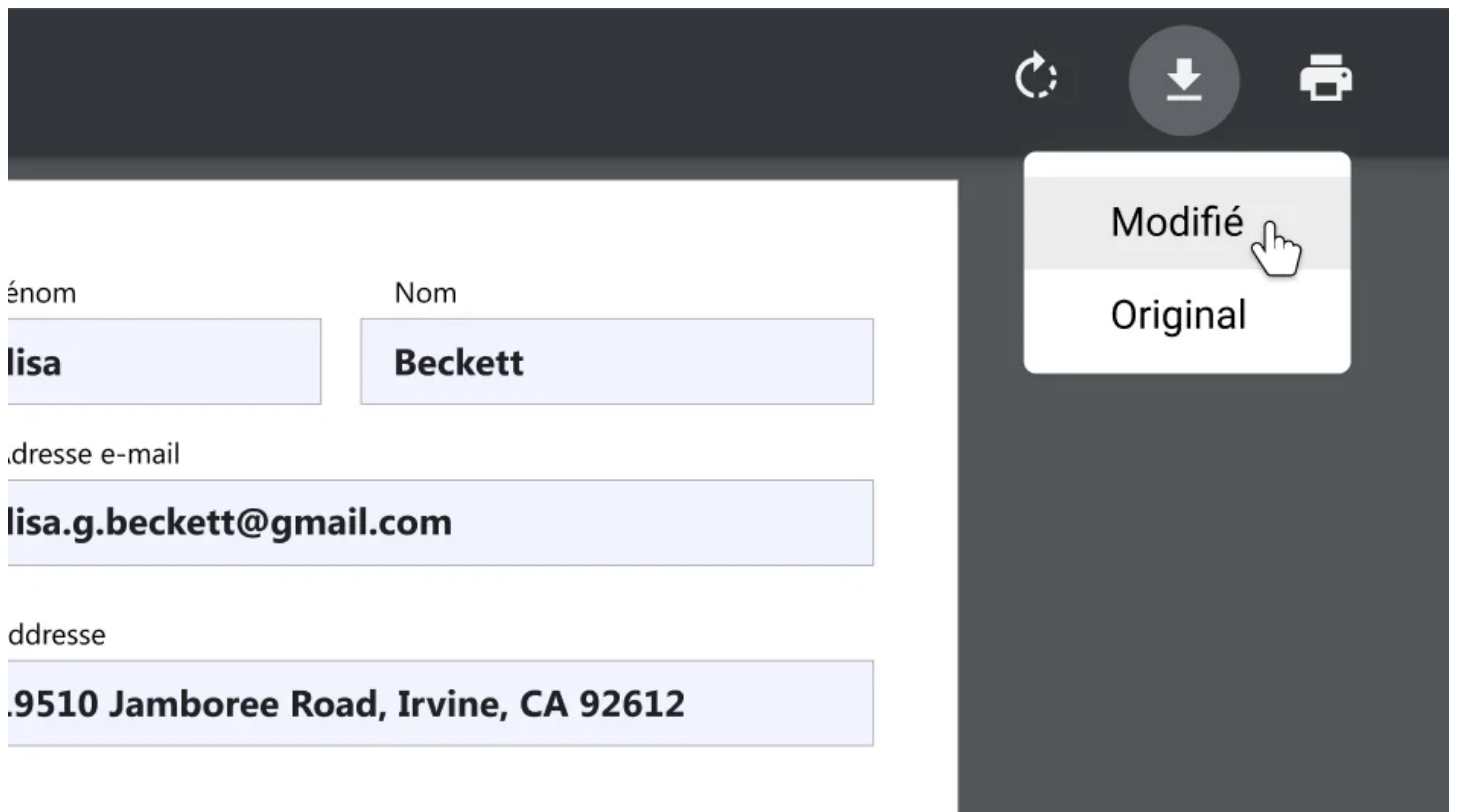 Modifié
Original
énom Nom
lisa Beckett
dresse e-mail
lisa.g.beckett@gmail.com
ddresse
9510 Jamboree Road, Irvine, CA 92612